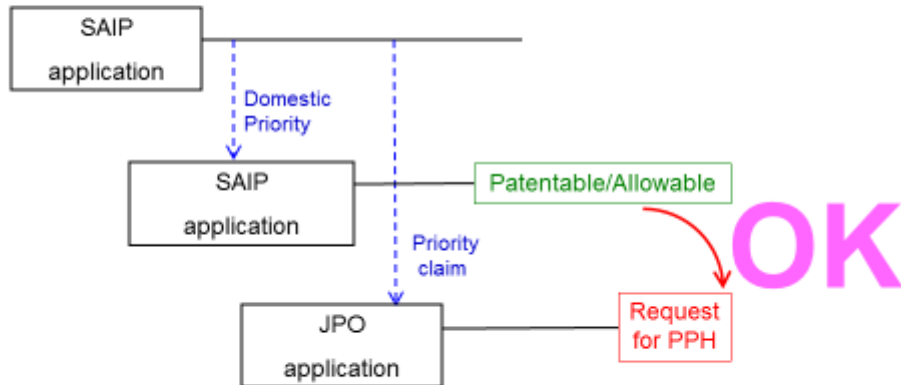 SAIP
application
Domestic
Priority
SAIP
application
Patentable/Allowable
OK
Priority
claim
JPO
application
Request
for PPH